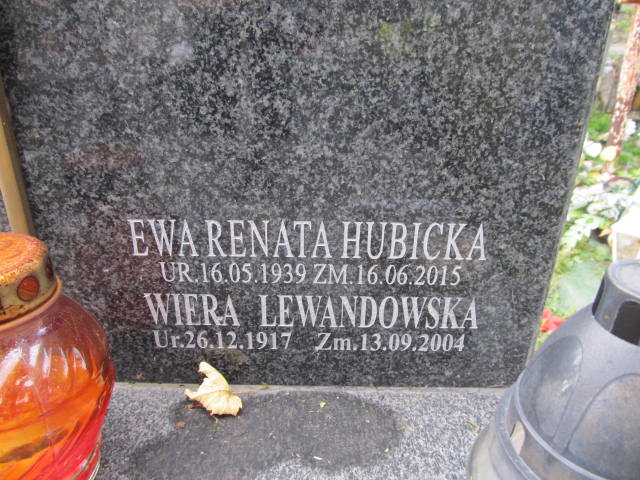 EWA RENATA HUBICKA
UR.16.05.1939 ZM.16.06.2015
WIERA LEWANDOWSKA
Ur.26.12.1917 Zm.13.09.2004